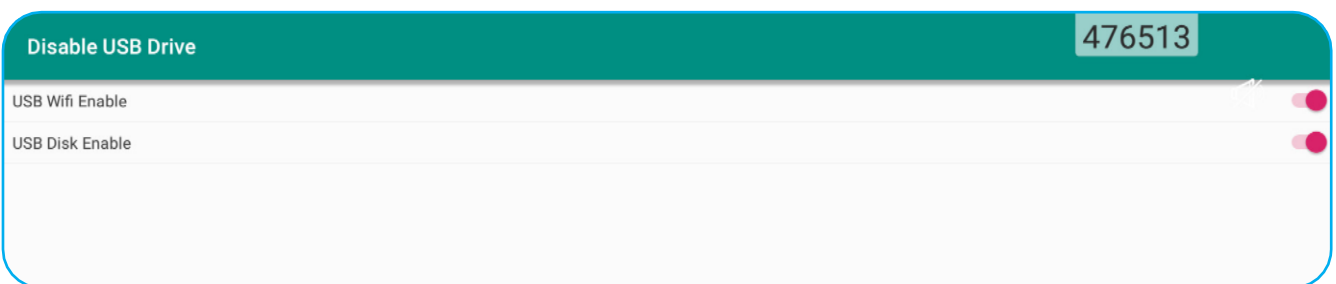 Disable USB Drive
476513
USB Wifi Enable
USB Disk Enable